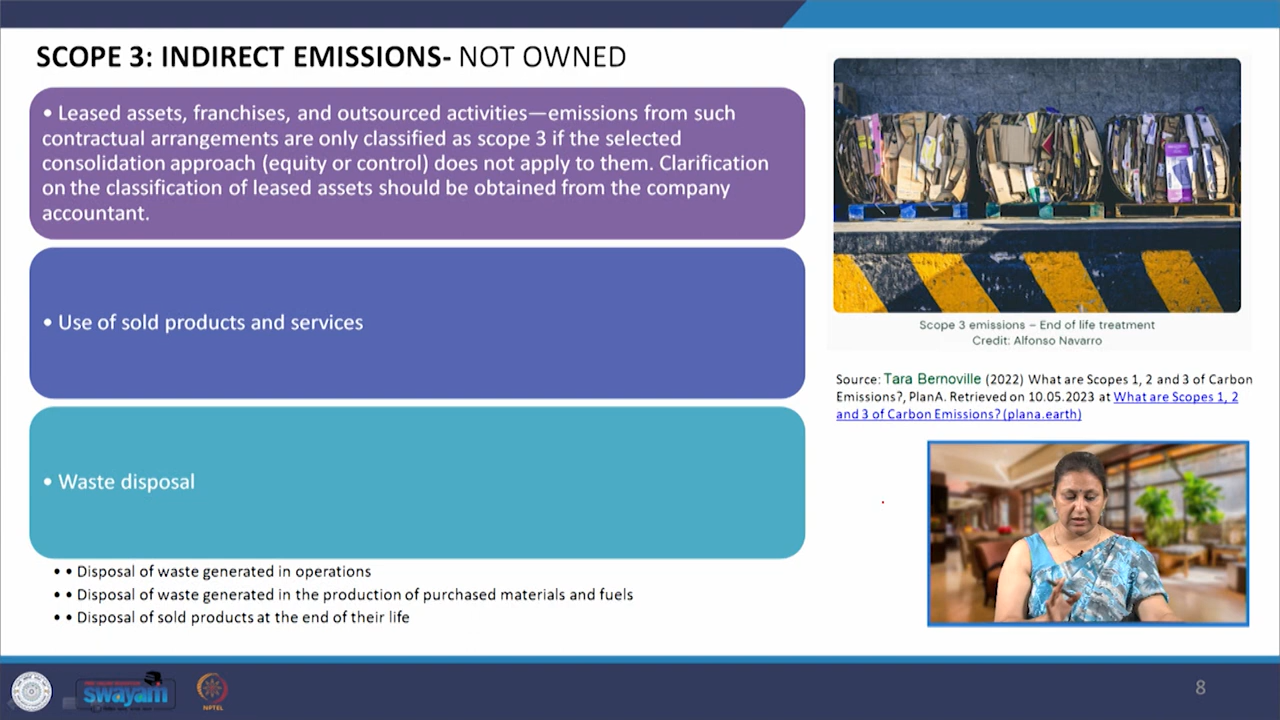 SCOPE 3: INDIRECT EMISSIONS- NOT OWNED
• Leased assets, franchises, and outsourced activities—emissions from such
contractual arrangements are only classified as scope 3 if the selected
consolidation approach (equity or control) does not apply to them. Clarification
on the classification of leased assets should be obtained from the company
accountant.
• Use of sold products and services
• Waste disposal
• • Disposal of waste generated in operations
• • Disposal of waste generated in the production of purchased materials and fuels
• • Disposal of sold products at the end of their life
Scope 3 emissions – End of life treatment
Credit: Alfonso Navarro
Source: Tara Bernoville (2022) What are Scopes 1, 2 and 3 of Carbon
Emissions?, PlanA. Retrieved on 10.05.2023 at What are Scopes 1, 2
and 3 of Carbon Emissions? (plana.earth)
swayam
NPTEL
8